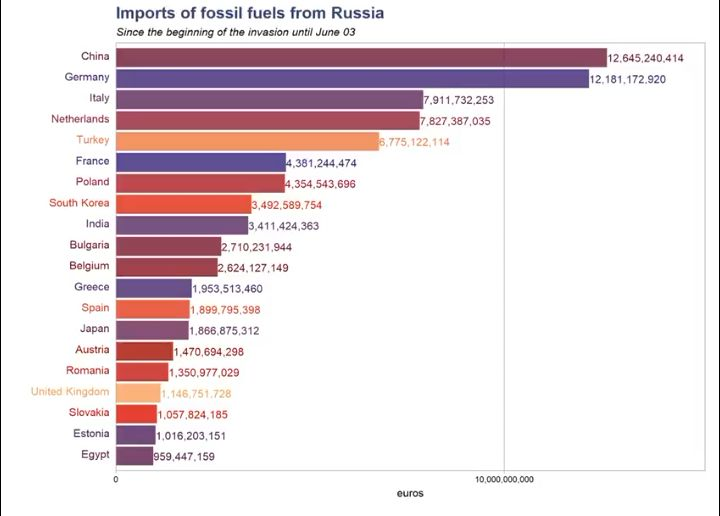 Imports of fossil fuels from Russia
Since the beginning of the invasion until June 03
China 12,645,240,414
Germany 12,181,172,920
Italy 7,911,732,253
Netherlands 7,827,387,035
Turkey 6,775,122,114
France 4,381,244,474
Poland 4,354,543,696
South Korea 3,492,589,754
India 3,411,424,363
Bulgaria 2,710,231,944
Belgium 2,624,127,149
Greece 1,953,513,460
Spain 1,899,795,398
Japan 1,866,875,312
Austria 1,470,694,298
Romania 1,350,977,029
United Kingdom 1,146,751,728
Slovakia 1,057,824,185
Estonia 1,016,203,151
Egypt 959,447,159
0 10,000,000,000
euros